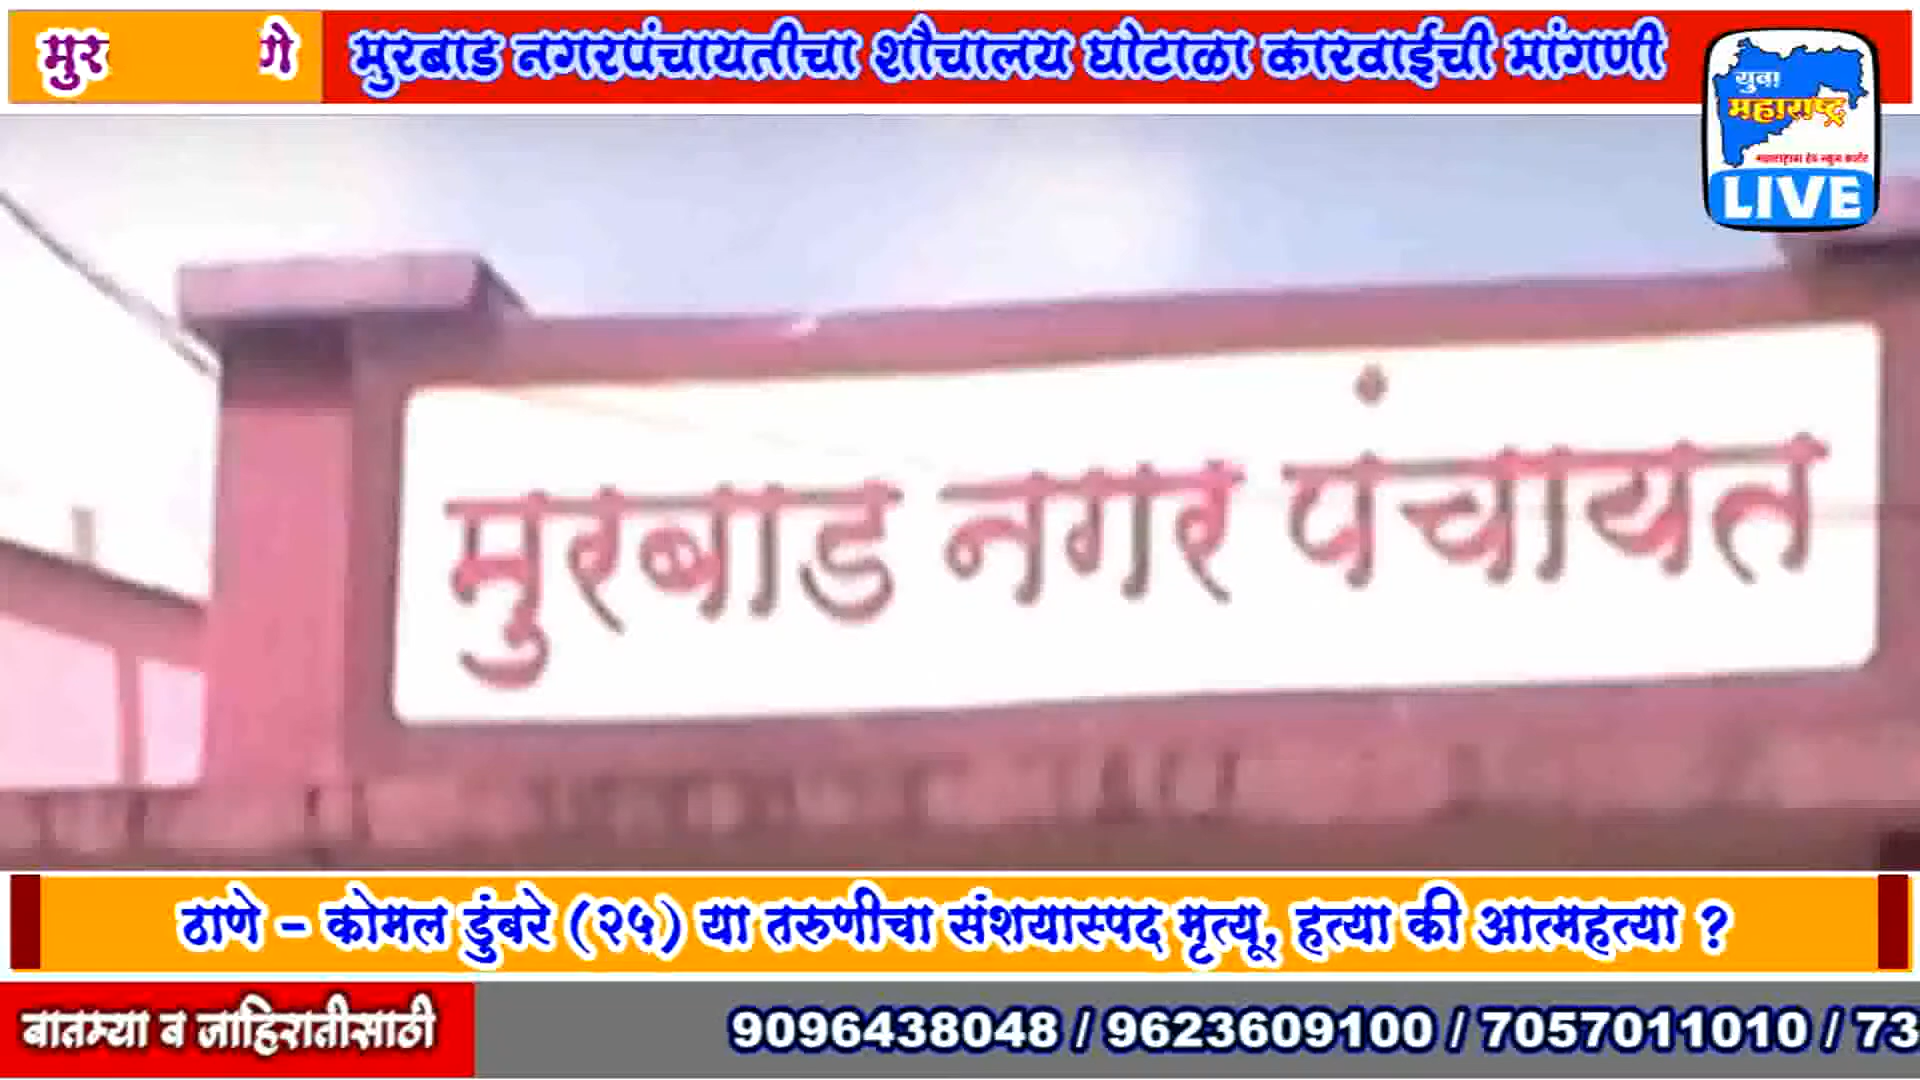 मुरबाड नगरपंचायतीचा शौचालय घोटाळा कारवाईची मांगणी
युवा
महाराष्ट्र
LIVE
मुरबाड नगर पंचायत
ठाणे - कोमल डुंबरे (२५) या तरुणीचा संशयास्पद मृत्यू, हत्या की आत्महत्या ?
बातम्या व जाहिरातीसाठी
9096438048 / 9623609100 / 7057011010 / 73